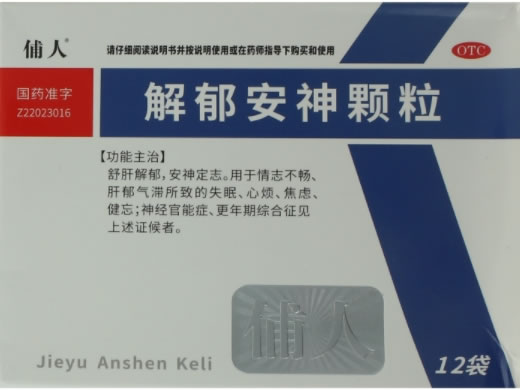 俌人®
请仔细阅读说明书并按说明使用或在药师指导下购买和使用
OTC
国药准字
Z22023016
解郁安神颗粒
【功能主治】
舒肝解郁，安神定志。用于情志不畅、
肝郁气滞所致的失眠、心烦、焦虑、
健忘；神经官能症、更年期综合征见
上述证候者。
俌人
Jieyu Anshen Keli
12袋